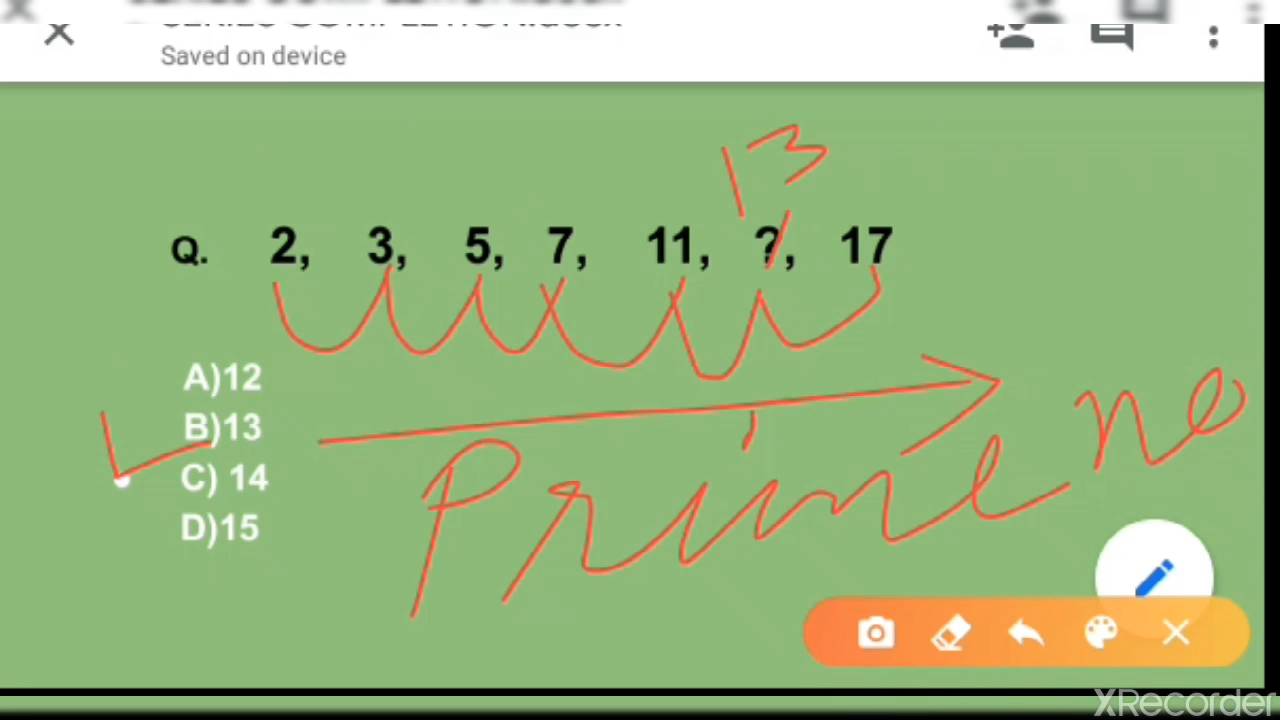 Saved on device
13
Q. 2, 3, 5, 7, 11, ?, 17
A)12
B)13
C) 14
D)15
Prime no
XRecorder